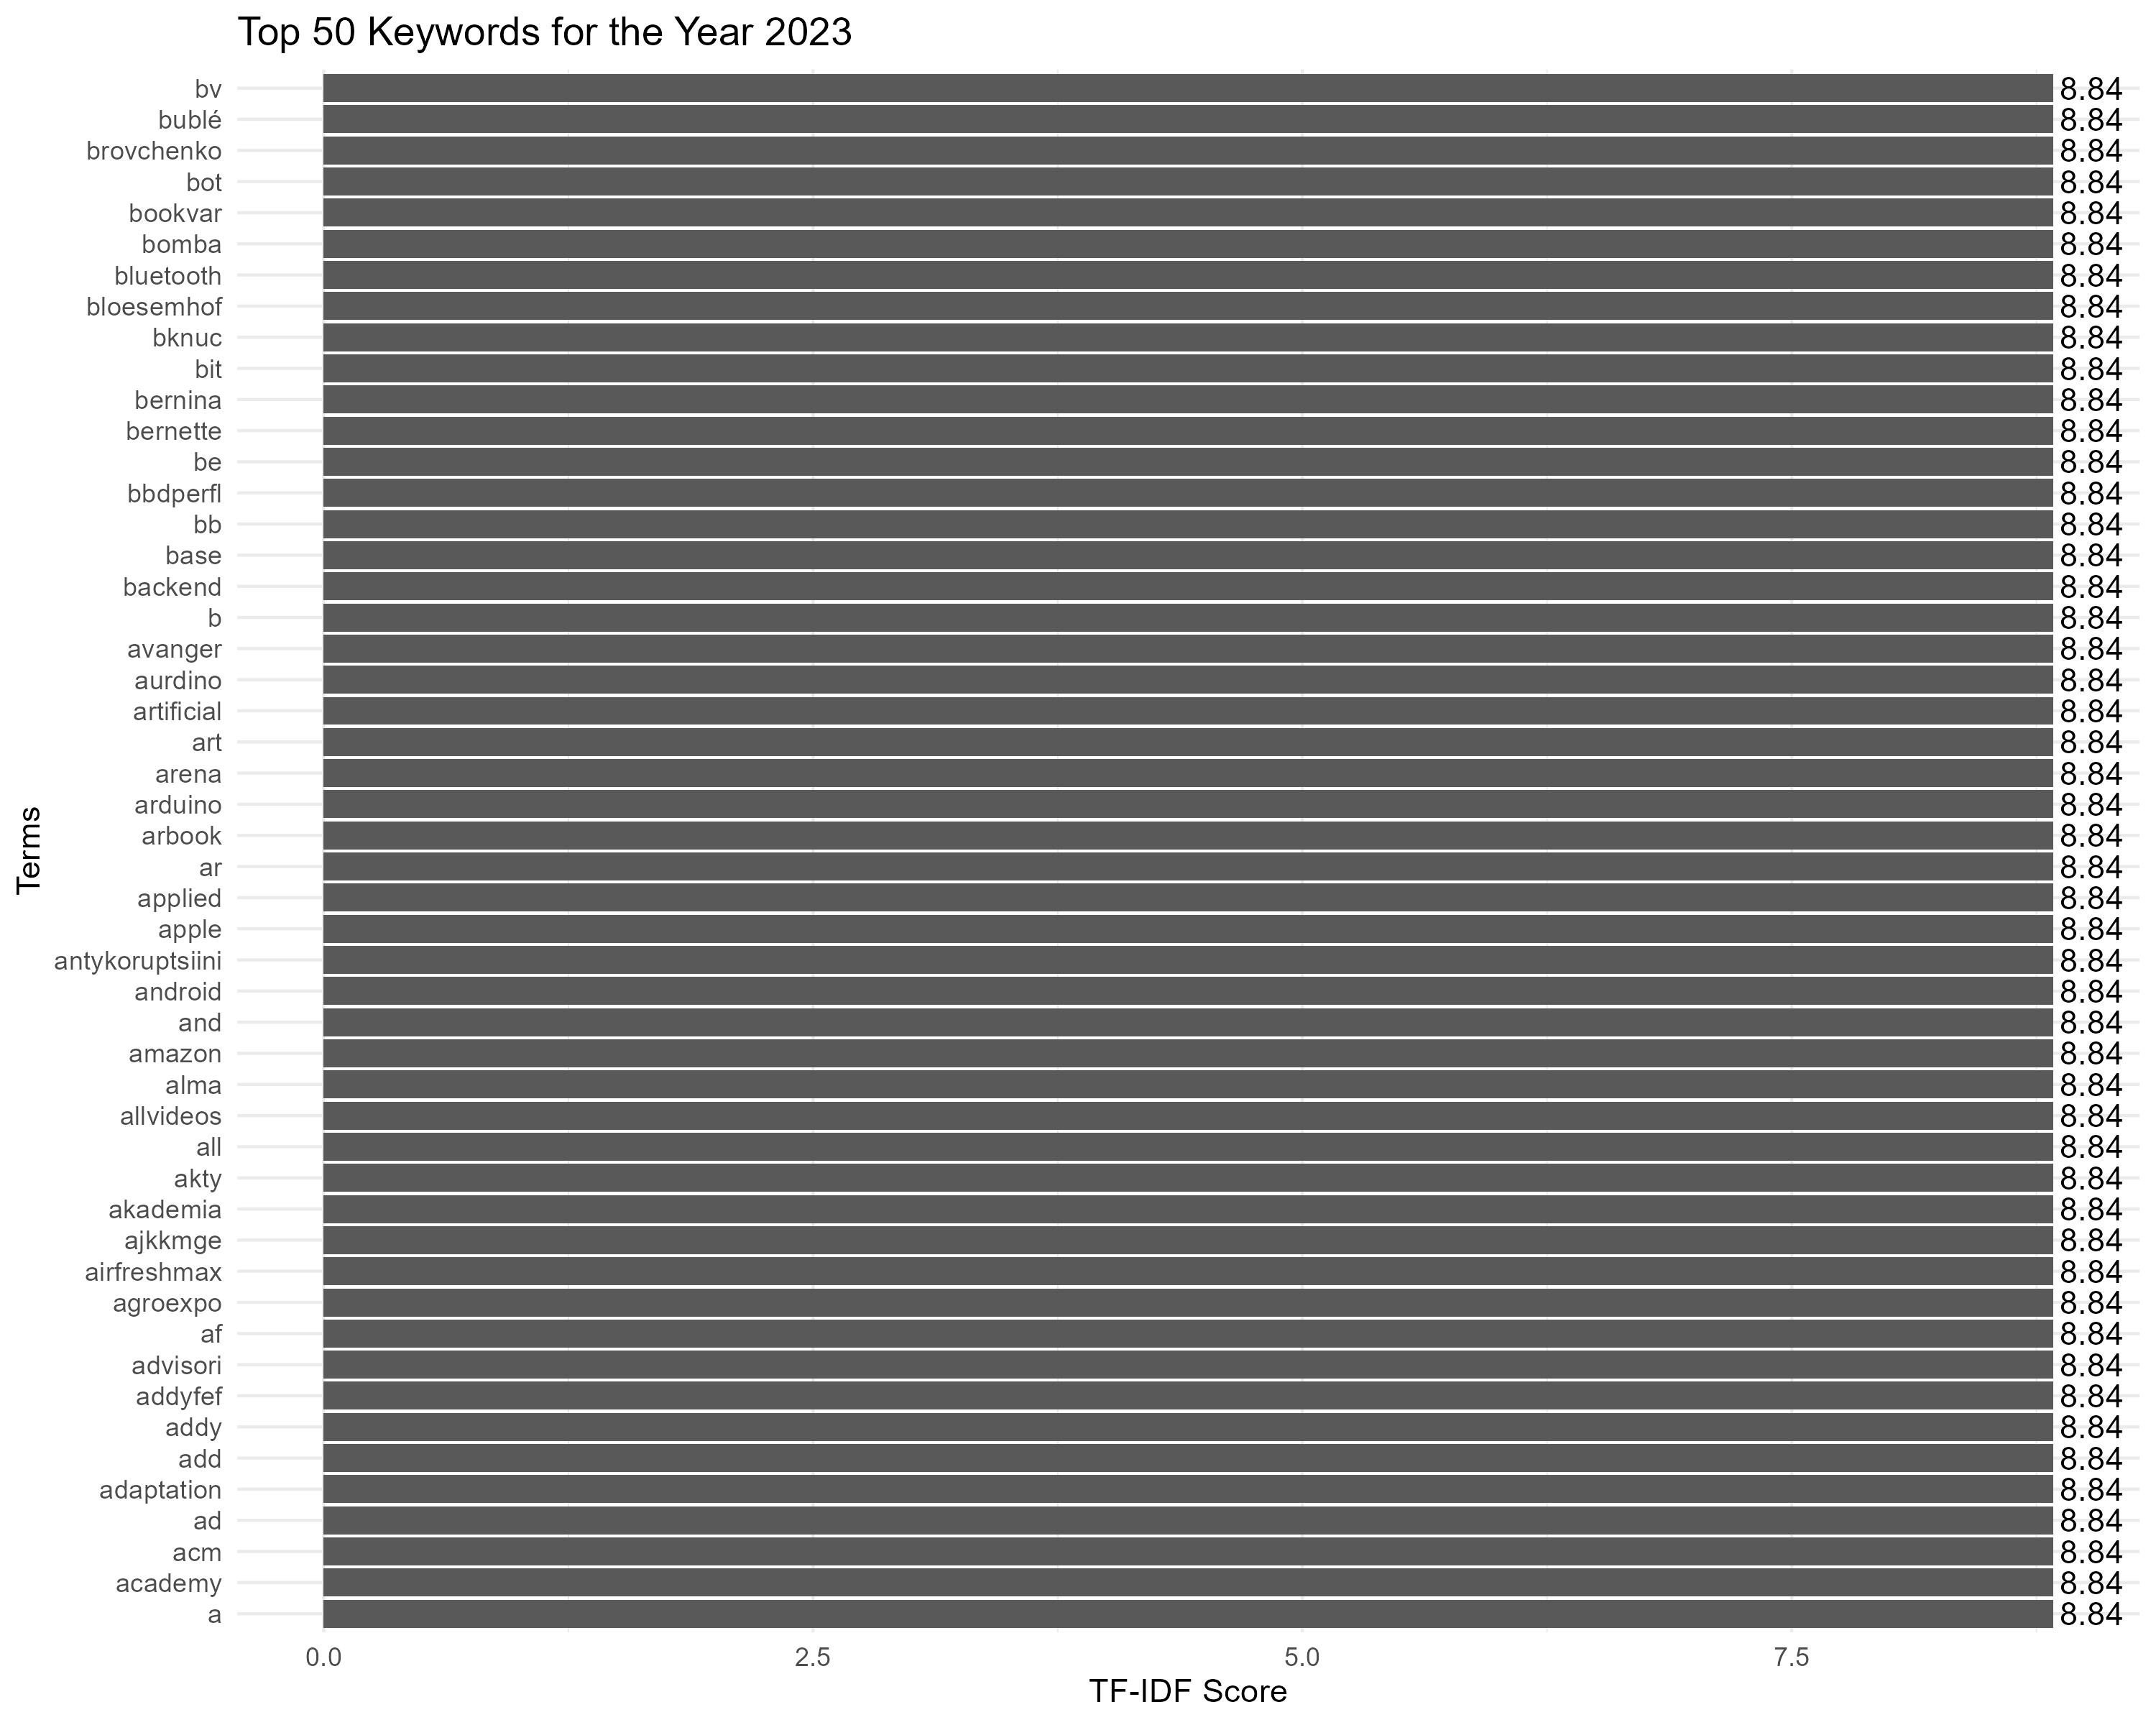 Top 50 Keywords for the Year 2023
bv 8.84
bublé 8.84
brovchenko 8.84
bot 8.84
bookvar 8.84
bomba 8.84
bluetooth 8.84
bloesemhof 8.84
bknuc 8.84
bit 8.84
bernina 8.84
bernette 8.84
be 8.84
bbdperfl 8.84
bb 8.84
base 8.84
backend 8.84
b 8.84
avanger 8.84
aurdino 8.84
artificial 8.84
art 8.84
arena 8.84
arduino 8.84
arbook 8.84
ar 8.84
applied 8.84
apple 8.84
antykoruptsiini 8.84
android 8.84
and 8.84
amazon 8.84
alma 8.84
allvideos 8.84
all 8.84
akty 8.84
akademia 8.84
ajkkmge 8.84
airfreshmax 8.84
agroexpo 8.84
af 8.84
advisori 8.84
addyfef 8.84
addy 8.84
add 8.84
adaptation 8.84
ad 8.84
acm 8.84
academy 8.84
a 8.84
Terms
0.0 2.5 5.0 7.5
TF-IDF Score